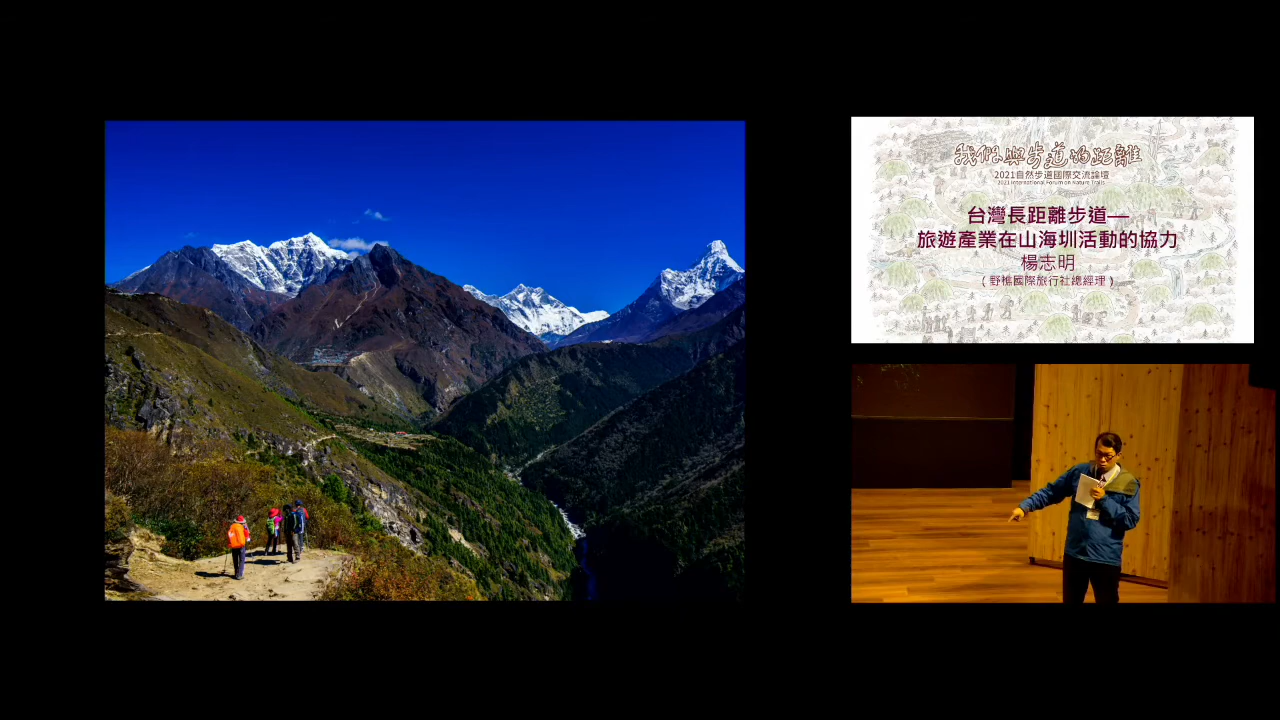 我們與步道的距離
2021自然步道國際交流論壇
2021 International Forum on Nature Trails
台灣長距離步道—
旅遊產業在山海圳活動的協力
楊志明
(野樵國際旅行社總經理)